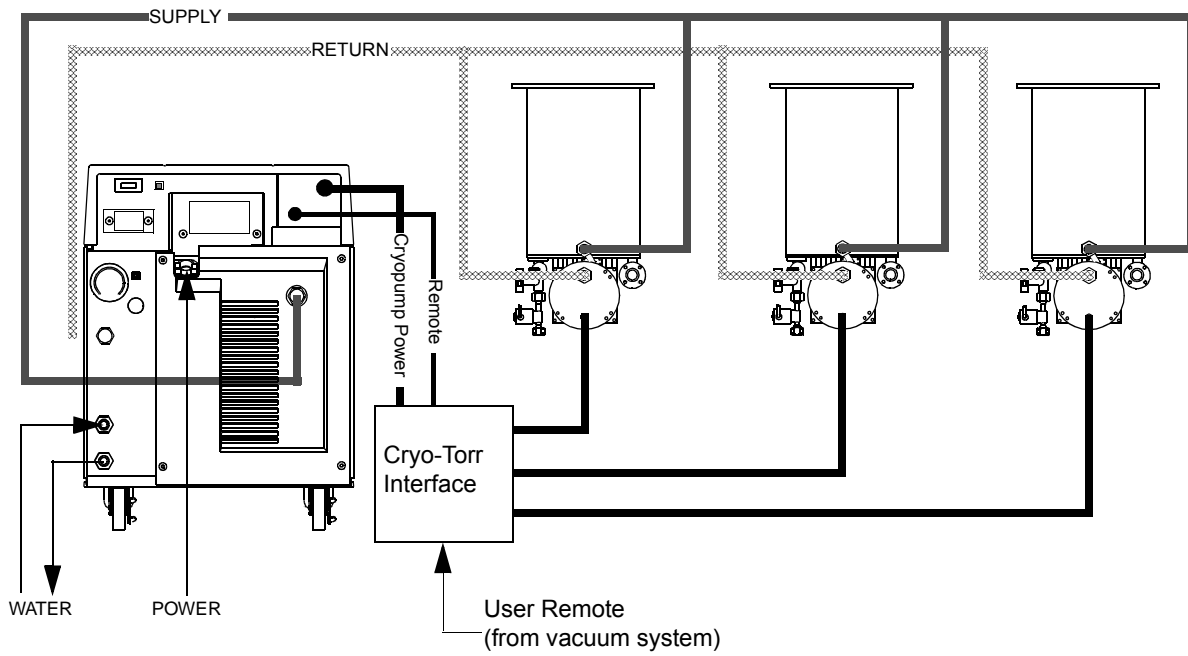 SUPPLY
RETURN
Cryopump Power
Remote
Cryo-Torr
Interface
WATER
POWER
User Remote
(from vacuum system)